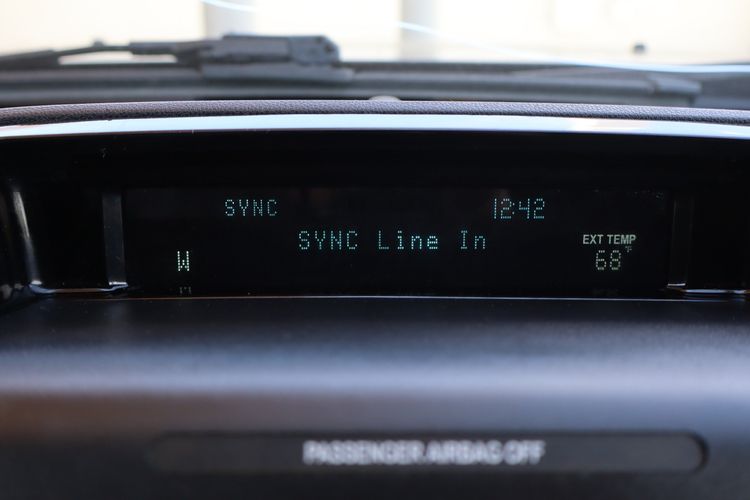 SYNC 12:42
SYNC Line In
EXT TEMP
W 68°F
PASSENGER AIRBAG OFF